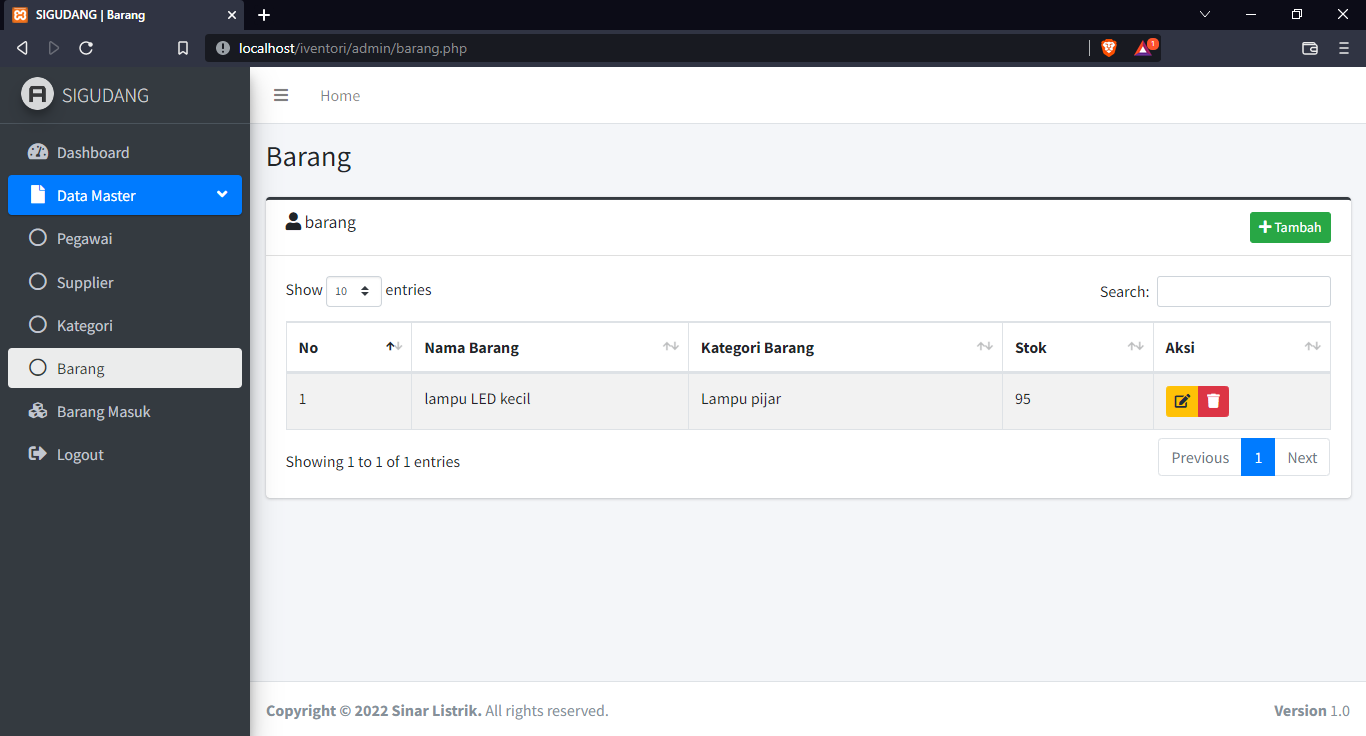 SIGUDANG | Barang
localhost/iventori/admin/barang.php
1
SIGUDANG
Home
Dashboard
Data Master
Pegawai
Supplier
Kategori
Barang
Barang Masuk
Logout
Barang
barang
Tambah
Show 10 entries
Search:
No Nama Barang Kategori Barang Stok Aksi
1 lampu LED kecil Lampu pijar 95
Showing 1 to 1 of 1 entries
Previous 1 Next
Copyright © 2022 Sinar Listrik. All rights reserved.
Version 1.0